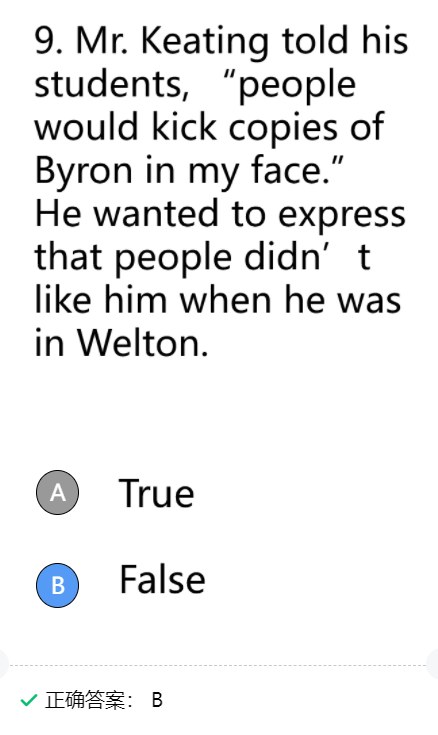 9. Mr. Keating told his
students, “people
would kick copies of
Byron in my face.”
He wanted to express
that people didn’t
like him when he was
in Welton.
A True
B False
正确答案： B